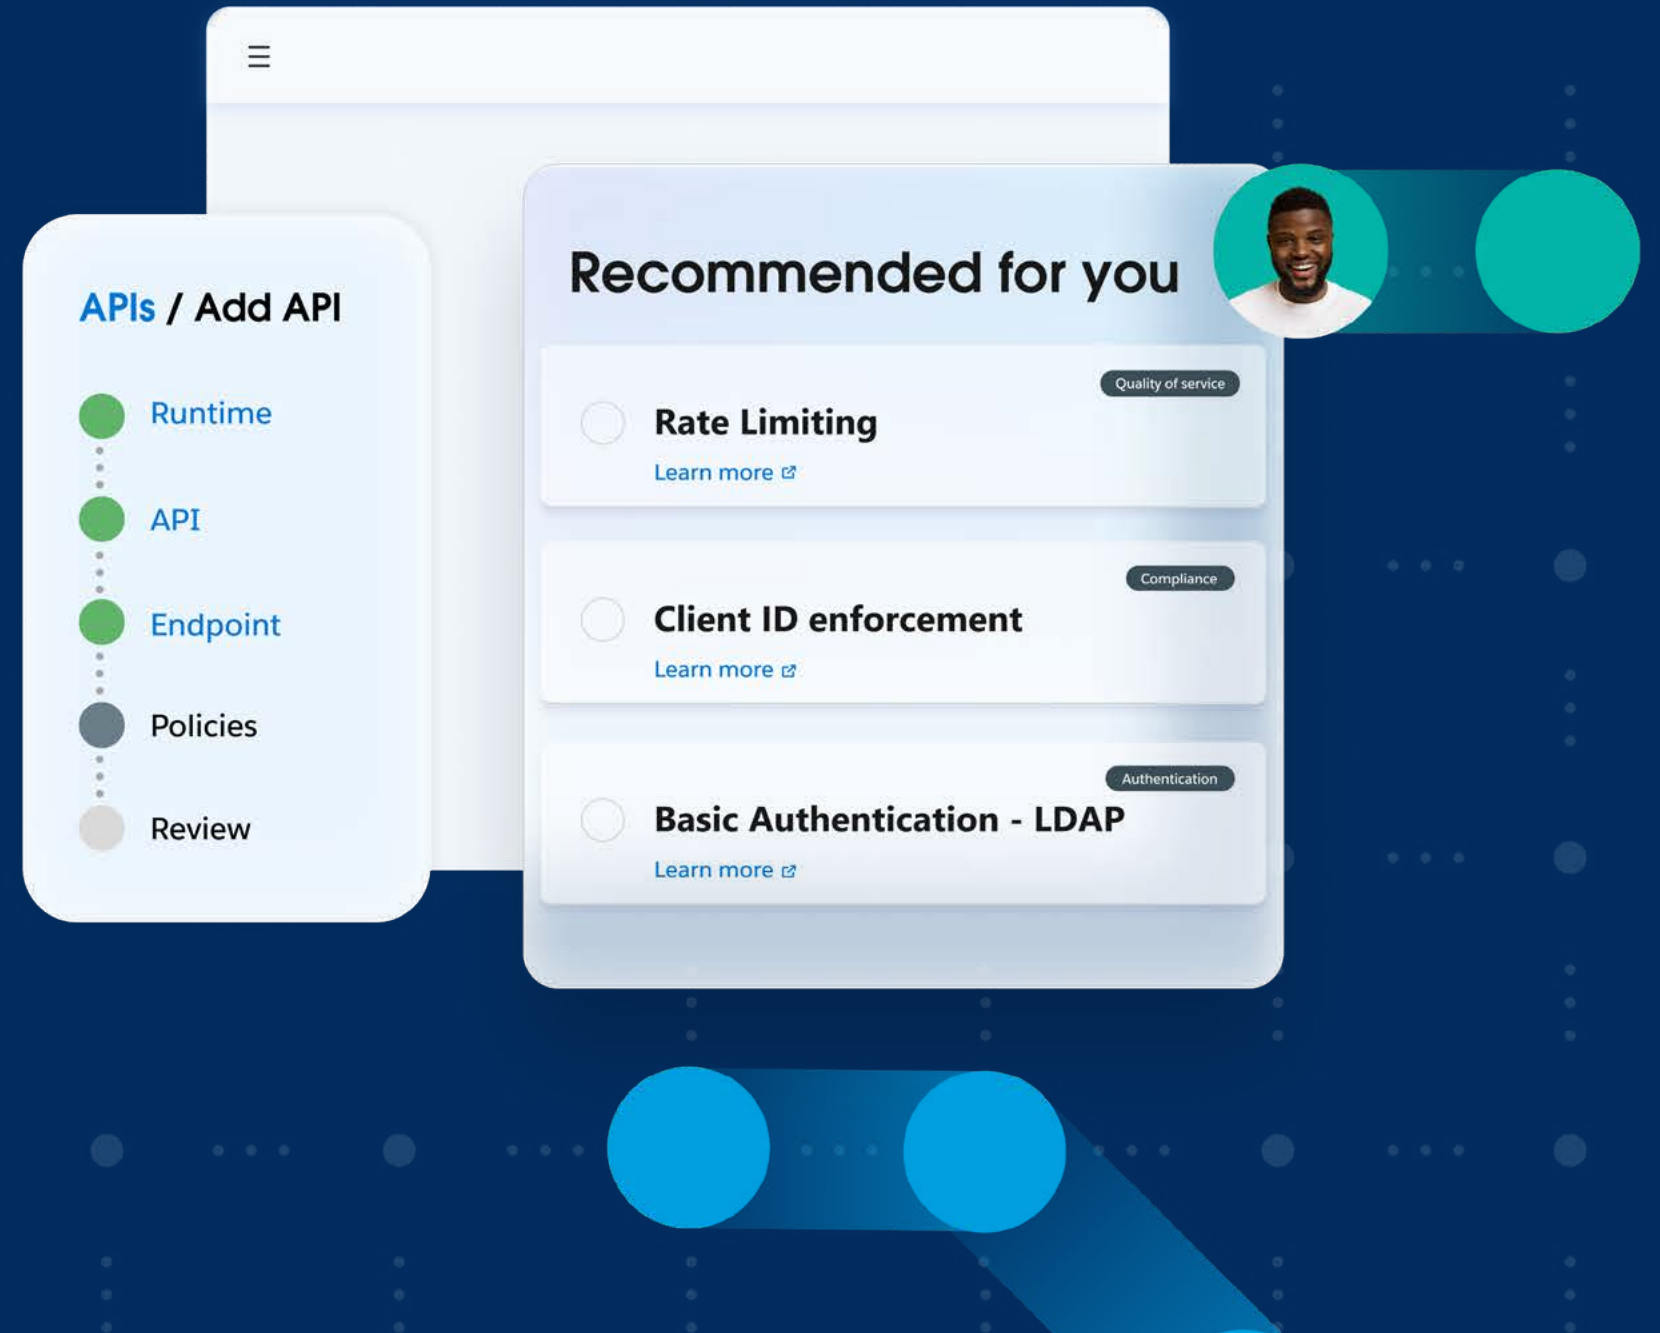 APIs / Add API
Runtime
API
Endpoint
Policies
Review
Recommended for you
Quality of service
Rate Limiting
Learn more
Compliance
Client ID enforcement
Learn more
Authentication
Basic Authentication - LDAP
Learn more